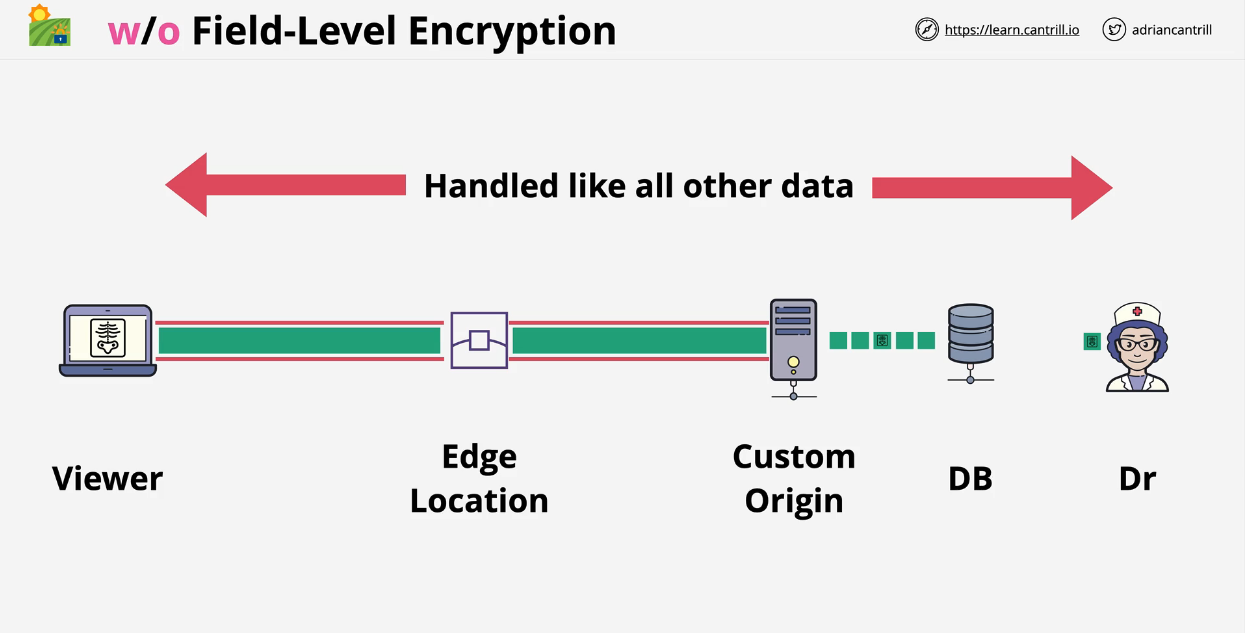 w/o Field-Level Encryption
https://learn.cantrill.io
adriancantrill
Handled like all other data
Viewer
Edge
Location
Custom
Origin
DB
Dr